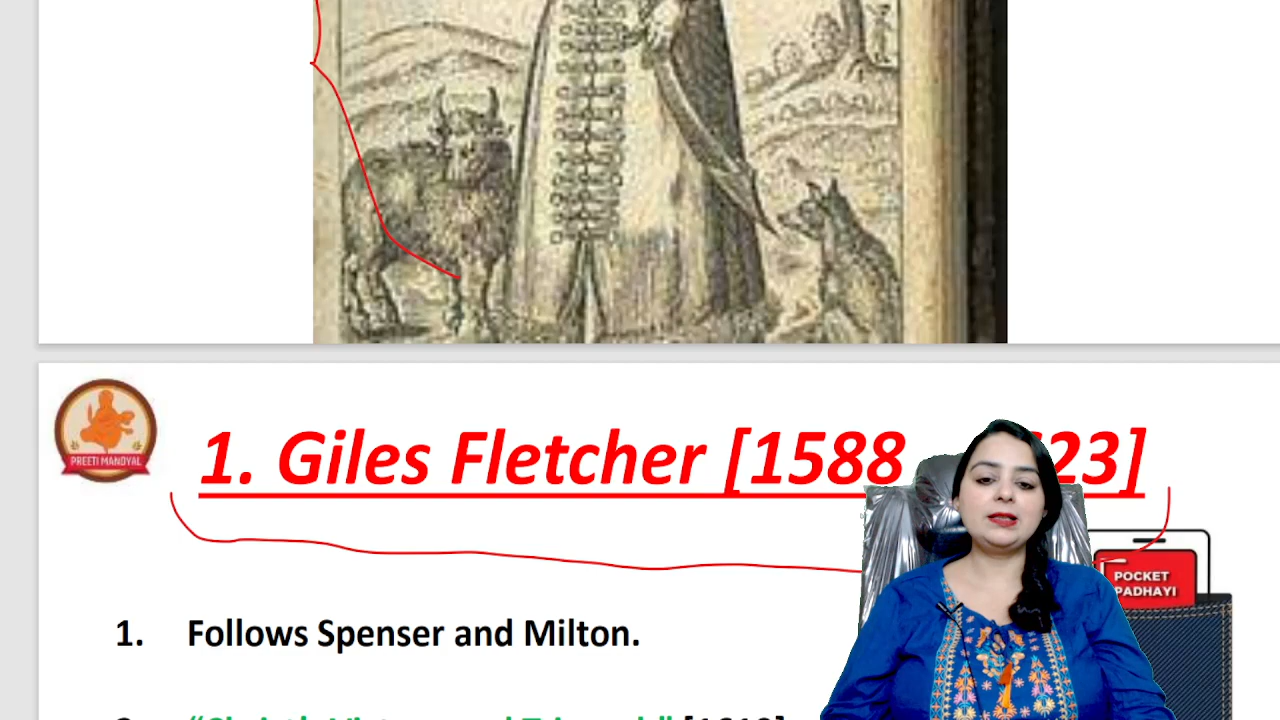 PREETI MANDYAL
1. Giles Fletcher [1588 23]
POCKET
PADHAYI
1. Follows Spenser and Milton.